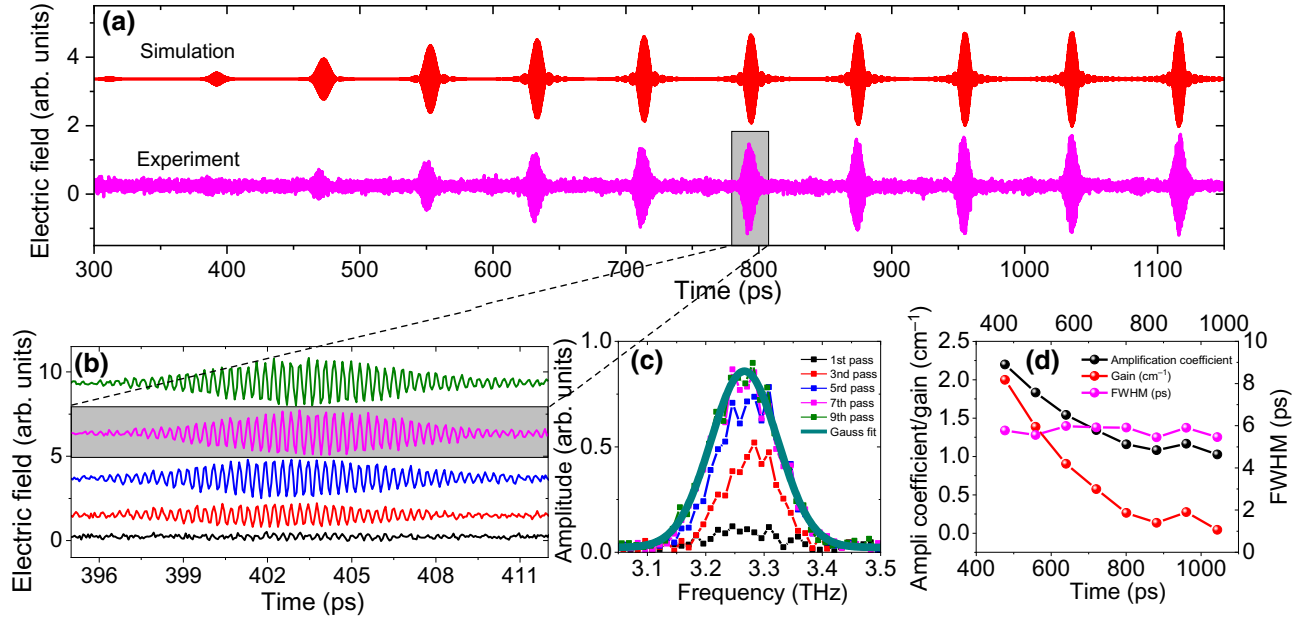 (a)
Simulation
Experiment
Electric field (arb. units)
4
2
0
300 400 500 600 700 800 900 1000 1100
Time (ps)
(b)
Electric field (arb. units)
10
5
0
396 399 402 405 408 411
Time (ps)
(c)
Amplitude (arb. units)
1.0
0.5
0.0
1st pass
3nd pass
5rd pass
7th pass
9th pass
Gauss fit
3.1 3.2 3.3 3.4 3.5
Frequency (THz)
400 600 800 1000
(d)
Ampli coefficient/gain (cm⁻¹)
2.5
2.0
1.5
1.0
0.5
0.0
Amplification coefficient
Gain (cm⁻¹)
FWHM (ps)
10
8
6
4
2
0
FWHM (ps)
400 600 800 1000
Time (ps)